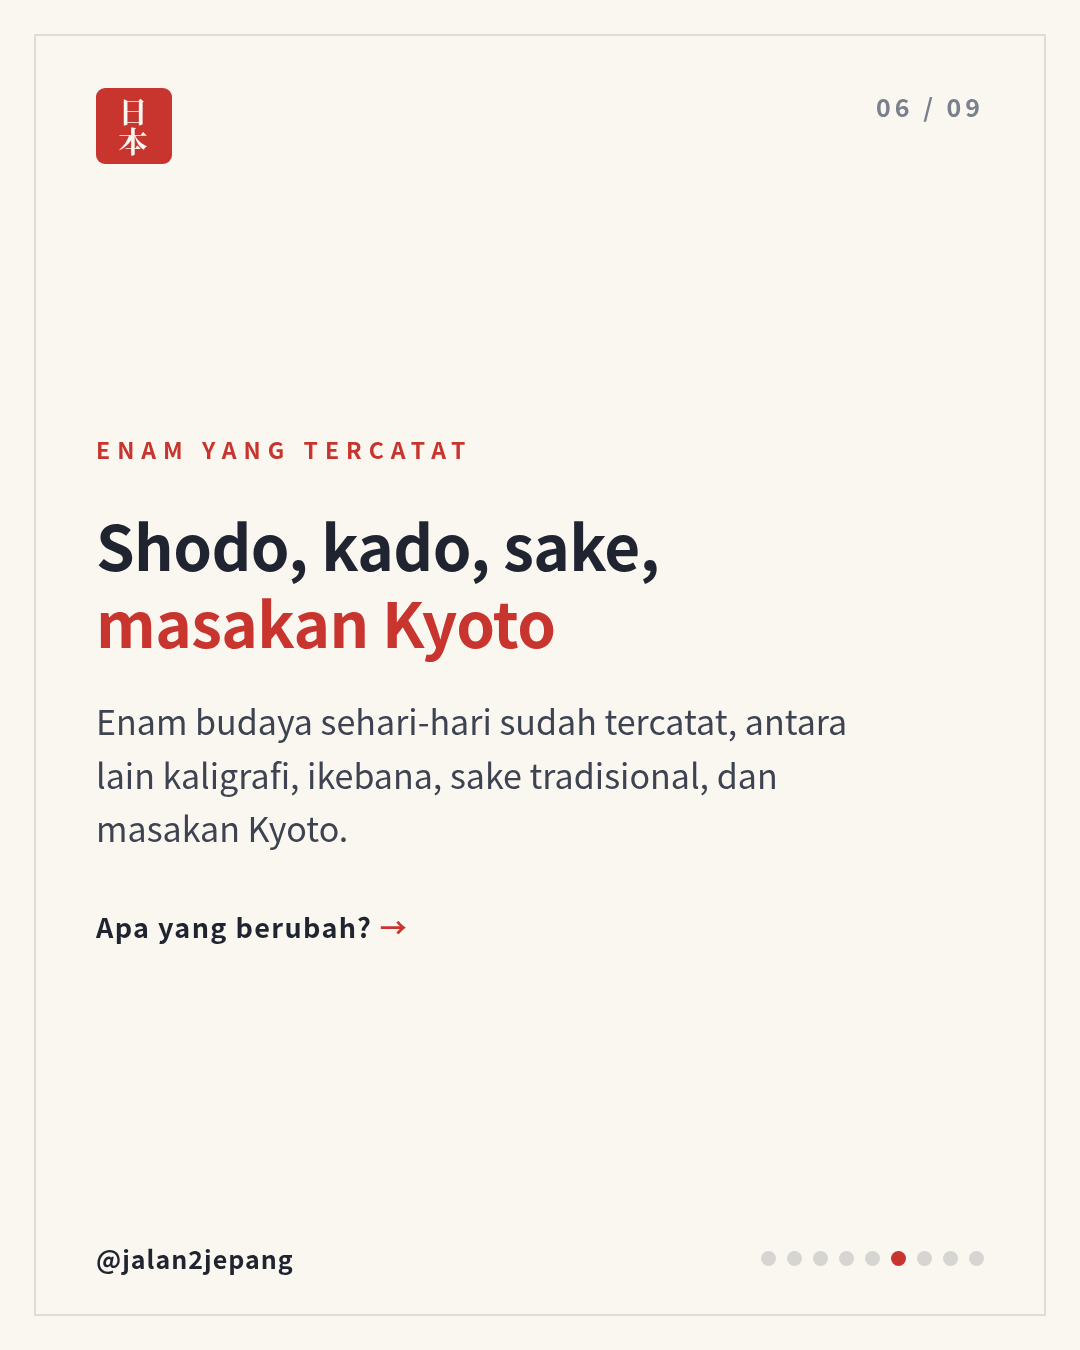 日
本
06 / 09
ENAM YANG TERCATAT
Shodo, kado, sake,
masakan Kyoto
Enam budaya sehari-hari sudah tercatat, antara
lain kaligrafi, ikebana, sake tradisional, dan
masakan Kyoto.
Apa yang berubah? →
@jalan2jepang